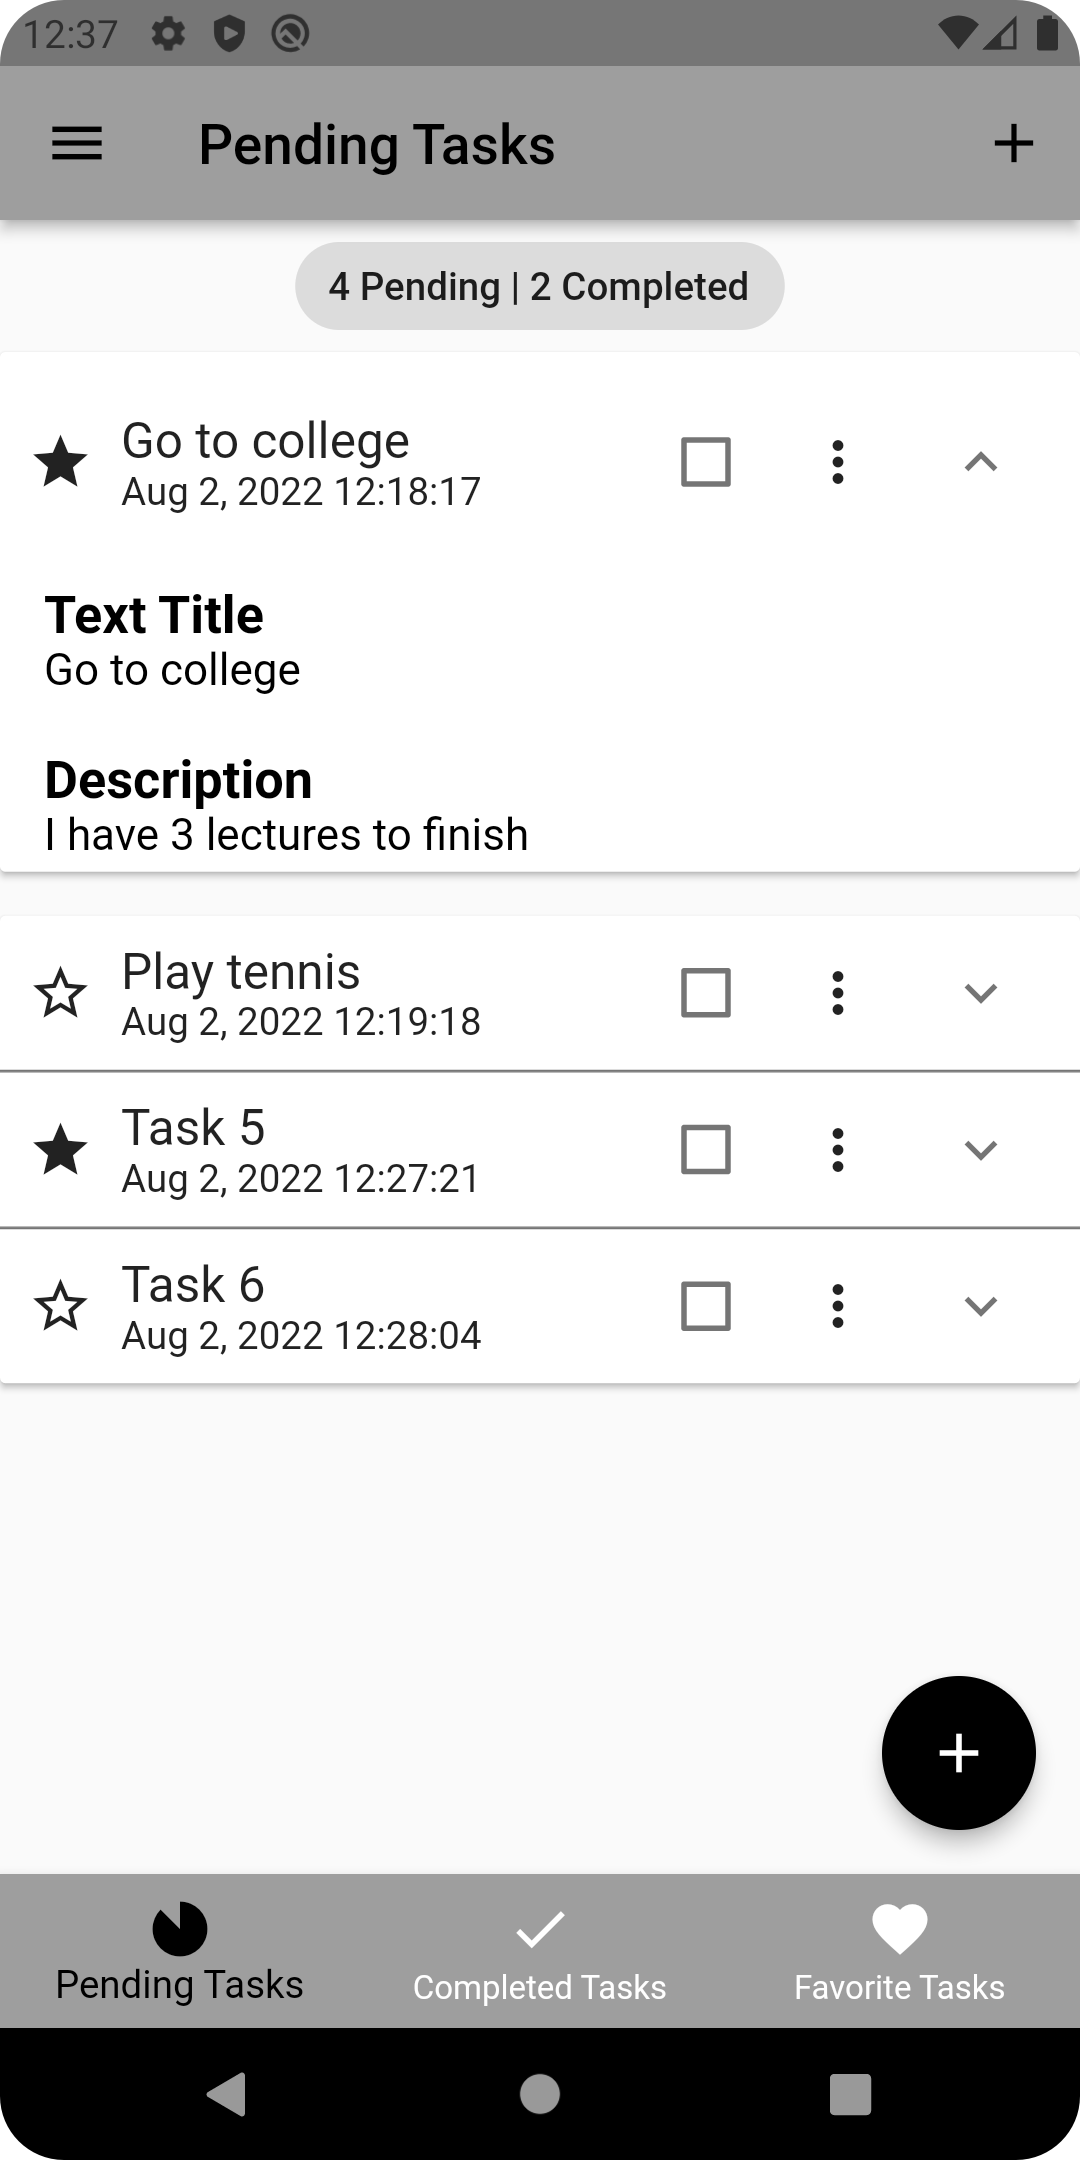 12:37
Pending Tasks
4 Pending | 2 Completed
Go to college
Aug 2, 2022 12:18:17
Text Title
Go to college
Description
I have 3 lectures to finish
Play tennis
Aug 2, 2022 12:19:18
Task 5
Aug 2, 2022 12:27:21
Task 6
Aug 2, 2022 12:28:04
Pending Tasks
Completed Tasks
Favorite Tasks